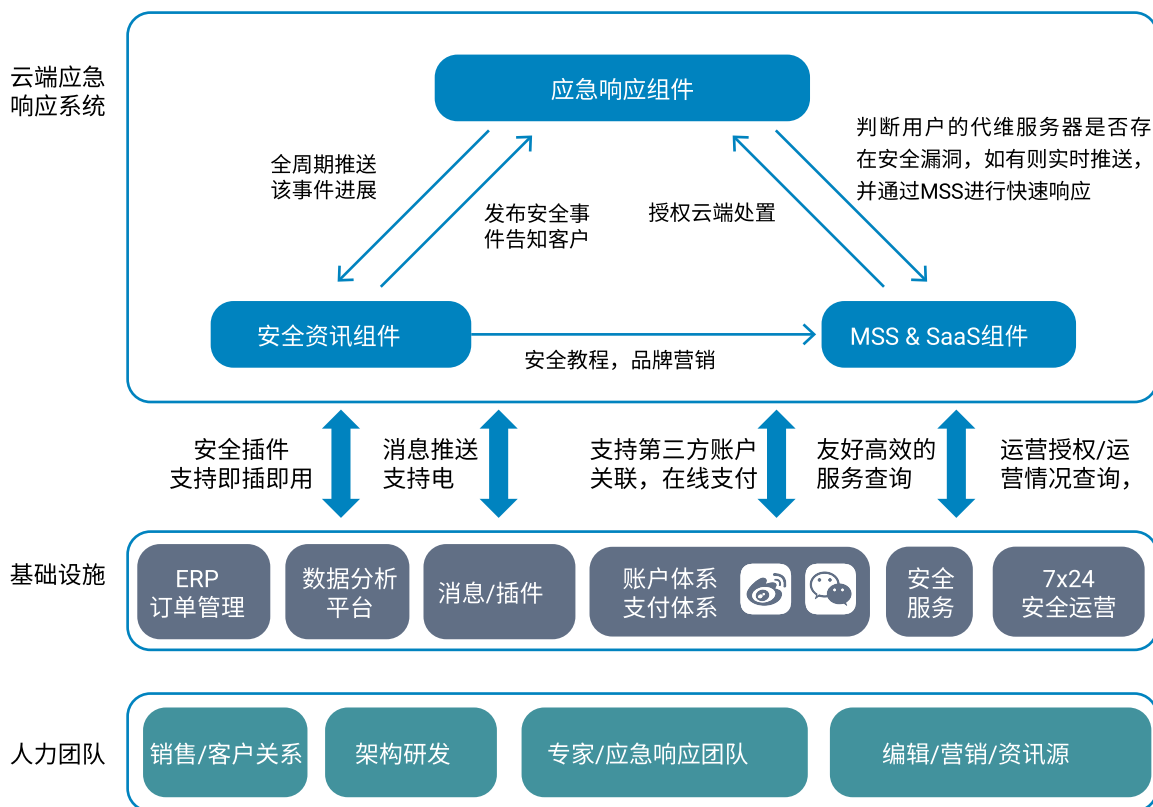 云端应急
响应系统
应急响应组件
全周期推送
该事件进展
发布安全事
件告知客户
授权云端处置
判断用户的代维服务器是否存
在安全漏洞，如有则实时推送，
并通过MSS进行快速响应
安全资讯组件
安全教程，品牌营销
MSS & SaaS组件
安全插件
支持即插即用
消息推送
支持电
支持第三方账户
关联，在线支付
友好高效的
服务查询
运营授权/运
营情况查询，
基础设施
ERP
订单管理
数据分析
平台
消息/插件
账户体系
支付体系
安全
服务
7x24
安全运营
人力团队
销售/客户关系
架构研发
专家/应急响应团队
编辑/营销/资讯源